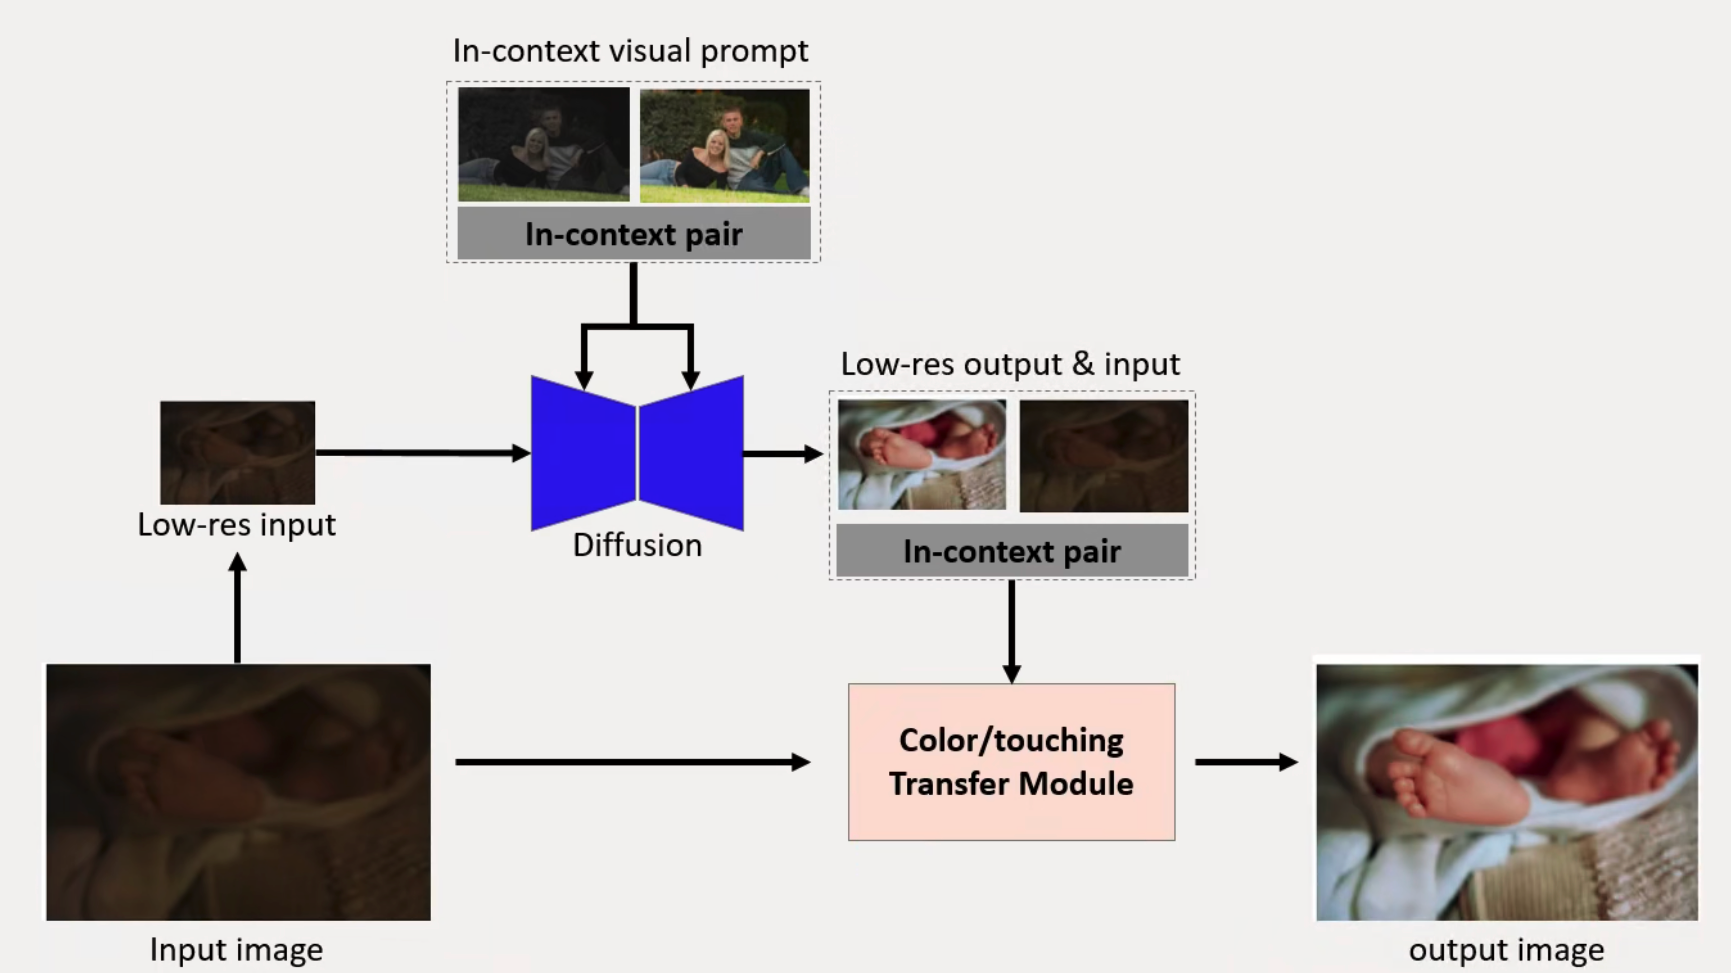 In-context visual prompt
In-context pair
Low-res output & input
Low-res input
Diffusion
In-context pair
Color/touching
Transfer Module
Input image
output image